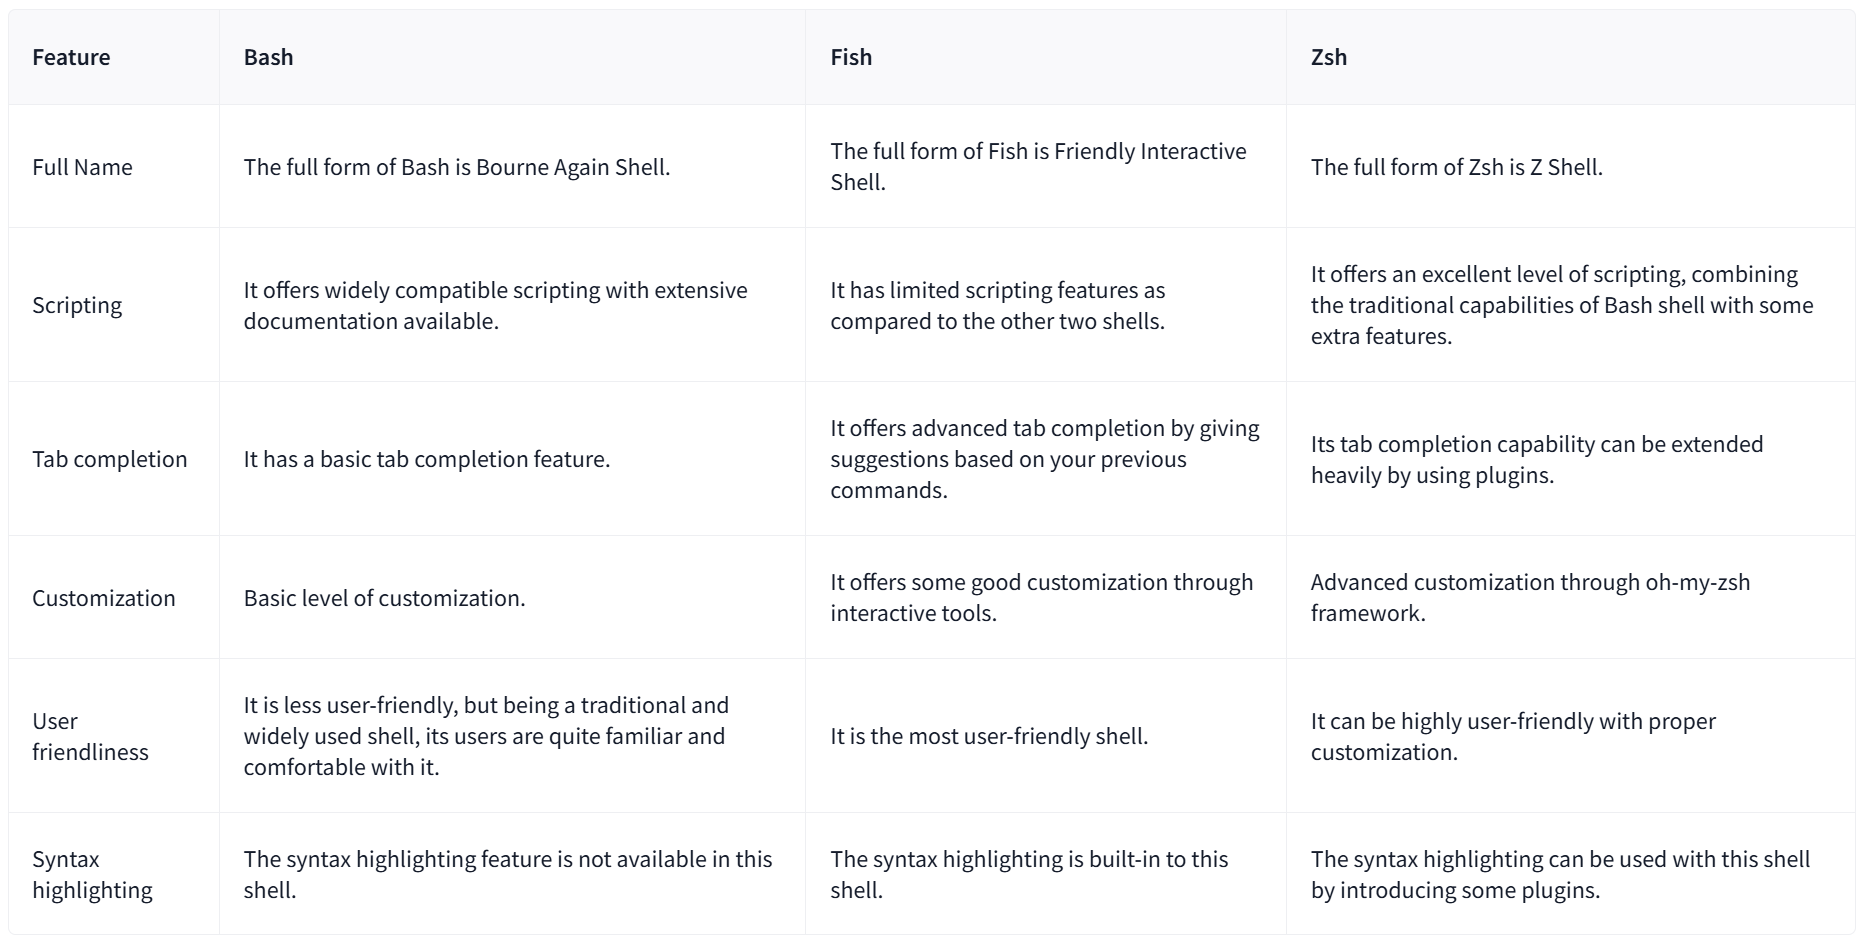 Feature
Bash
Fish
Zsh
Full Name
The full form of Bash is Bourne Again Shell.
The full form of Fish is Friendly Interactive
Shell.
The full form of Zsh is Z Shell.
Scripting
It offers widely compatible scripting with extensive
documentation available.
It has limited scripting features as
compared to the other two shells.
It offers an excellent level of scripting, combining
the traditional capabilities of Bash shell with some
extra features.
Tab completion
It has a basic tab completion feature.
It offers advanced tab completion by giving
suggestions based on your previous
commands.
Its tab completion capability can be extended
heavily by using plugins.
Customization
Basic level of customization.
It offers some good customization through
interactive tools.
Advanced customization through oh-my-zsh
framework.
User
friendliness
It is less user-friendly, but being a traditional and
widely used shell, its users are quite familiar and
comfortable with it.
It is the most user-friendly shell.
It can be highly user-friendly with proper
customization.
Syntax
highlighting
The syntax highlighting feature is not available in this
shell.
The syntax highlighting is built-in to this
shell.
The syntax highlighting can be used with this shell
by introducing some plugins.